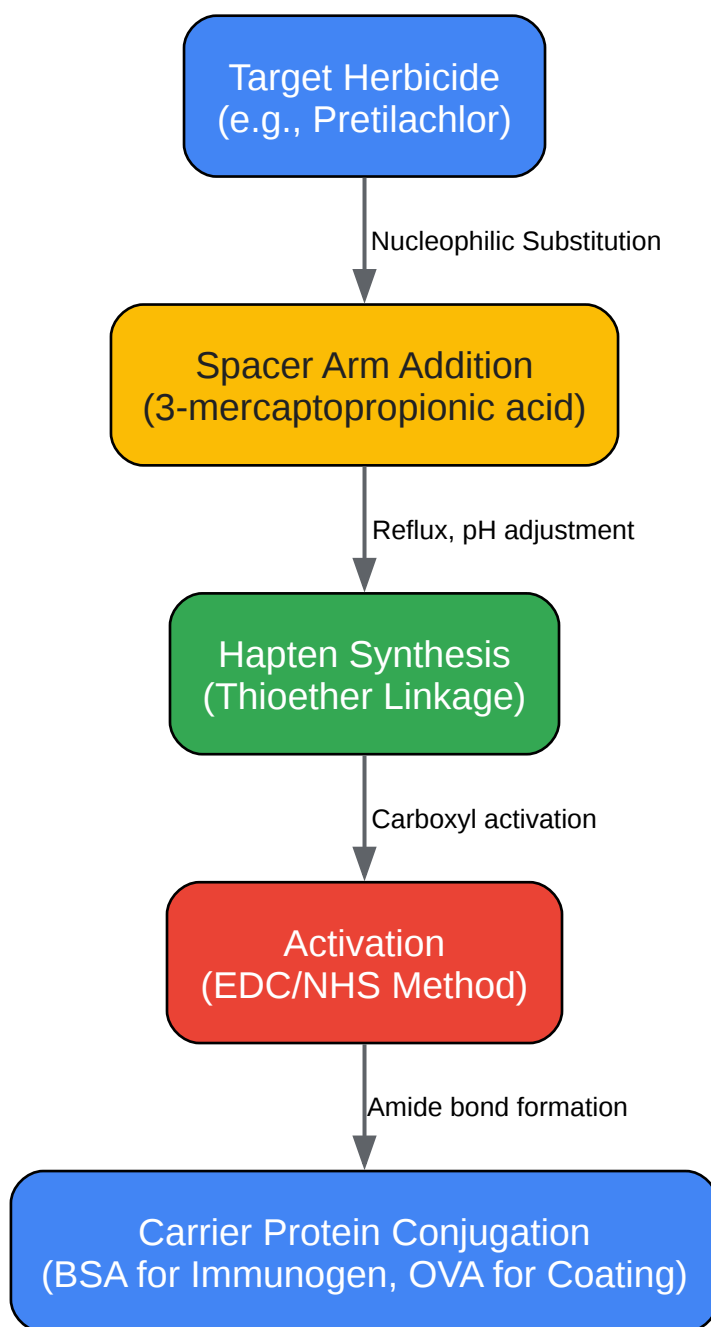 Target Herbicide
(e.g., Pretilachlor)
Nucleophilic Substitution
Spacer Arm Addition
(3-mercaptopropionic acid)
Reflux, pH adjustment
Hapten Synthesis
(Thioether Linkage)
Carboxyl activation
Activation
(EDC/NHS Method)
Amide bond formation
Carrier Protein Conjugation
(BSA for Immunogen, OVA for Coating)